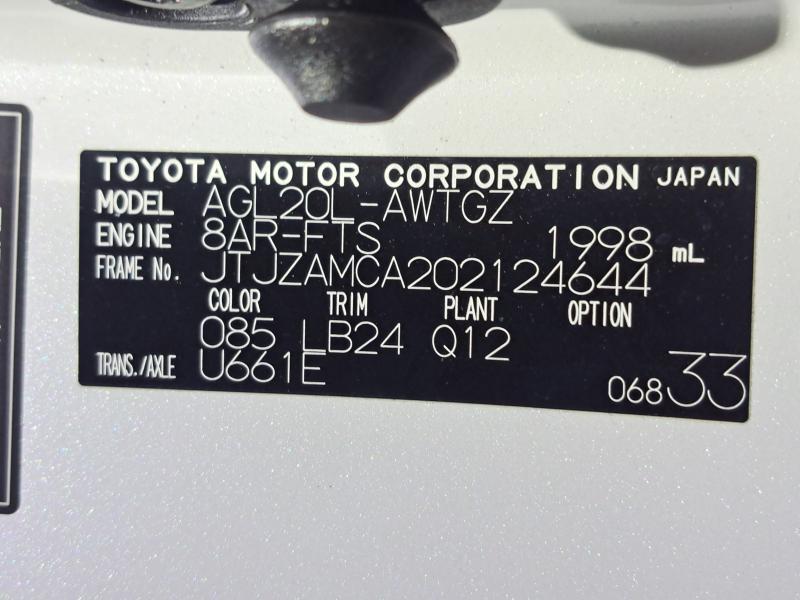 TOYOTA MOTOR CORPORATION JAPAN
MODEL AGL20L-AWTGZ
ENGINE 8AR-FTS 1998 mL
FRAME No. JTJZAMCA202124644
COLOR TRIM PLANT OPTION
085 LB24 Q12
TRANS./AXLE U661E
06833